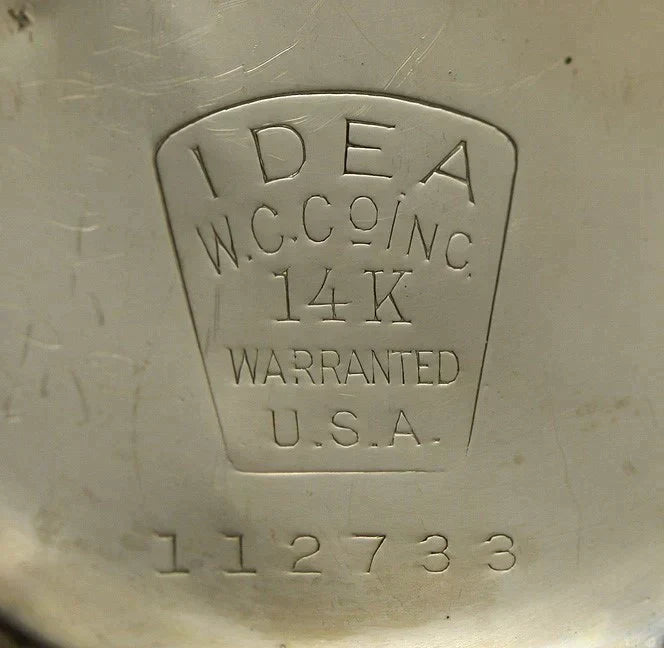 IDEA
W.C.Co/INC.
14K
WARRANTED
U.S.A.
112733